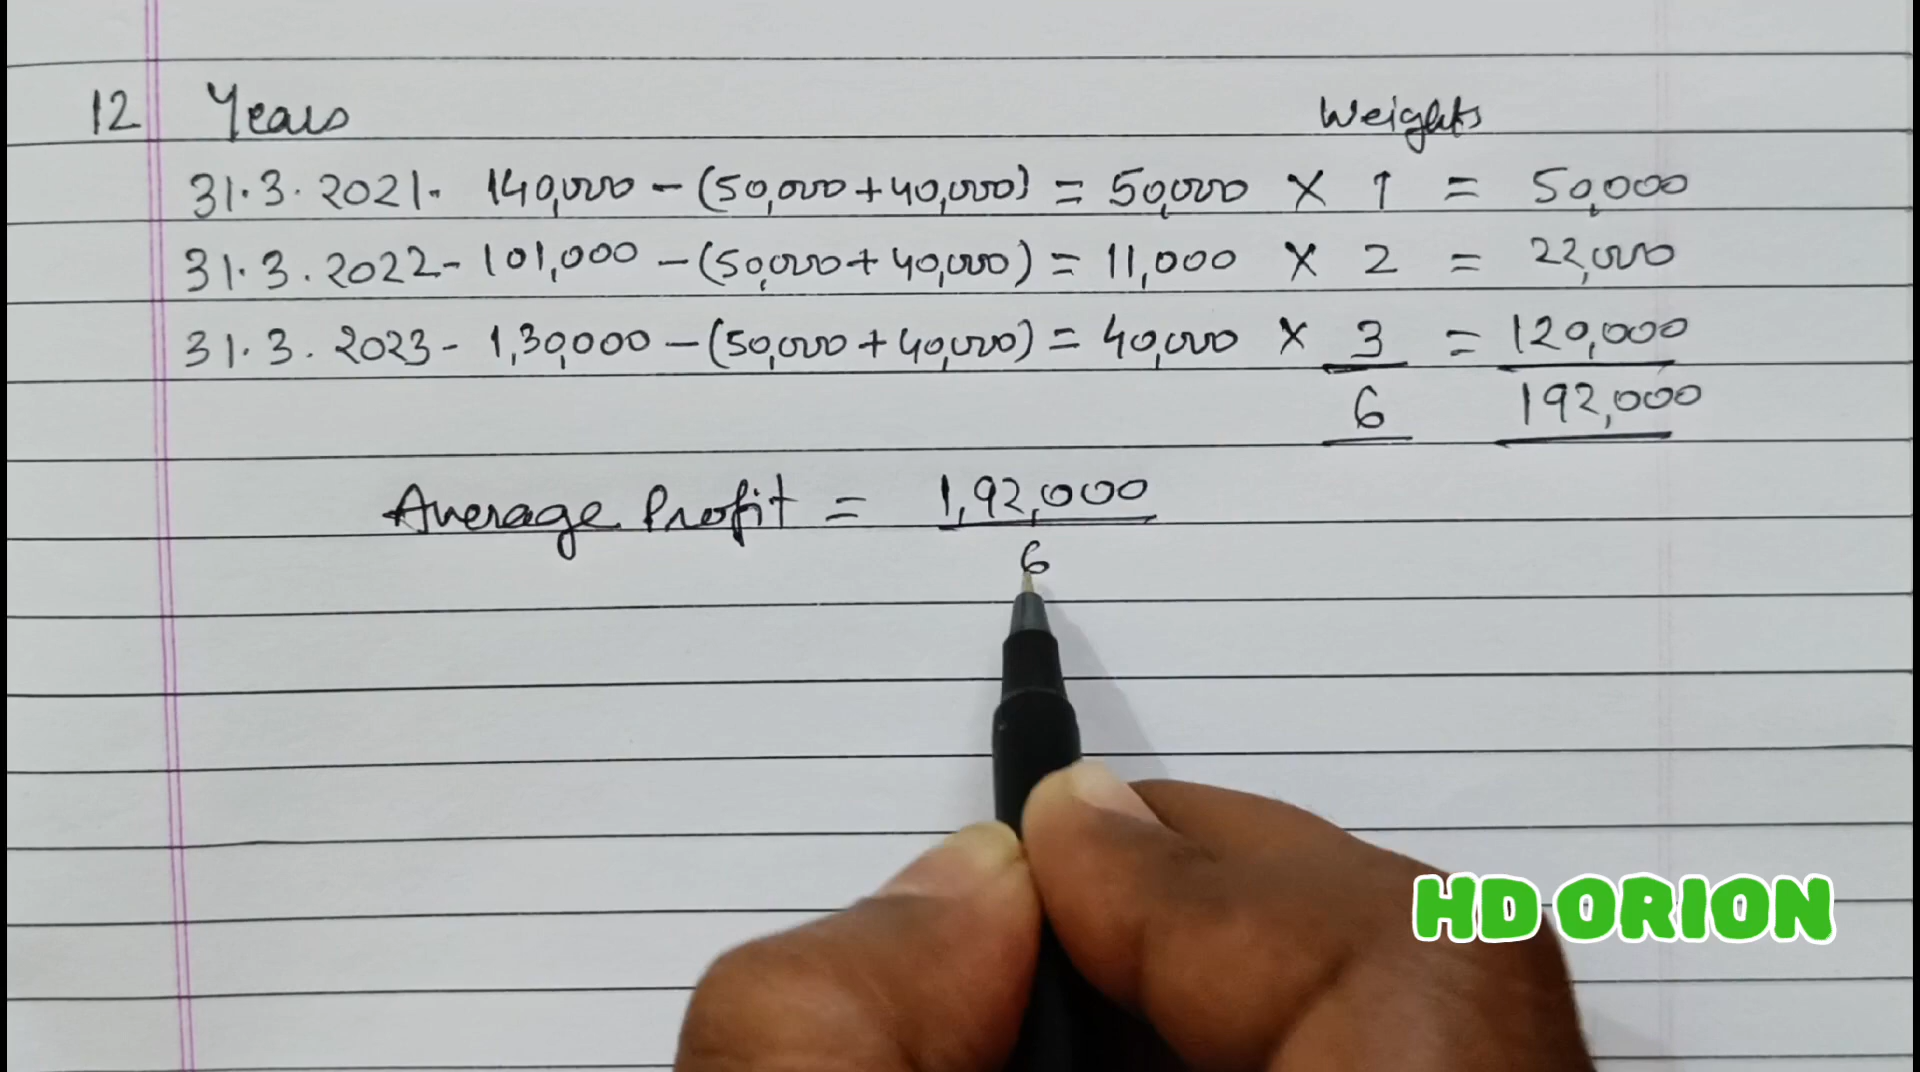 12 Years Weights
31.3.2021- 140,000 - (50,000 + 40,000) = 50,000 X 1 = 50,000
31.3.2022- 101,000 - (50,000 + 40,000) = 11,000 X 2 = 22,000
31.3.2023- 1,30,000 - (50,000 + 40,000) = 40,000 X 3 = 120,000
6 192,000
Average Profit = 1,92,000
6
HD ORION